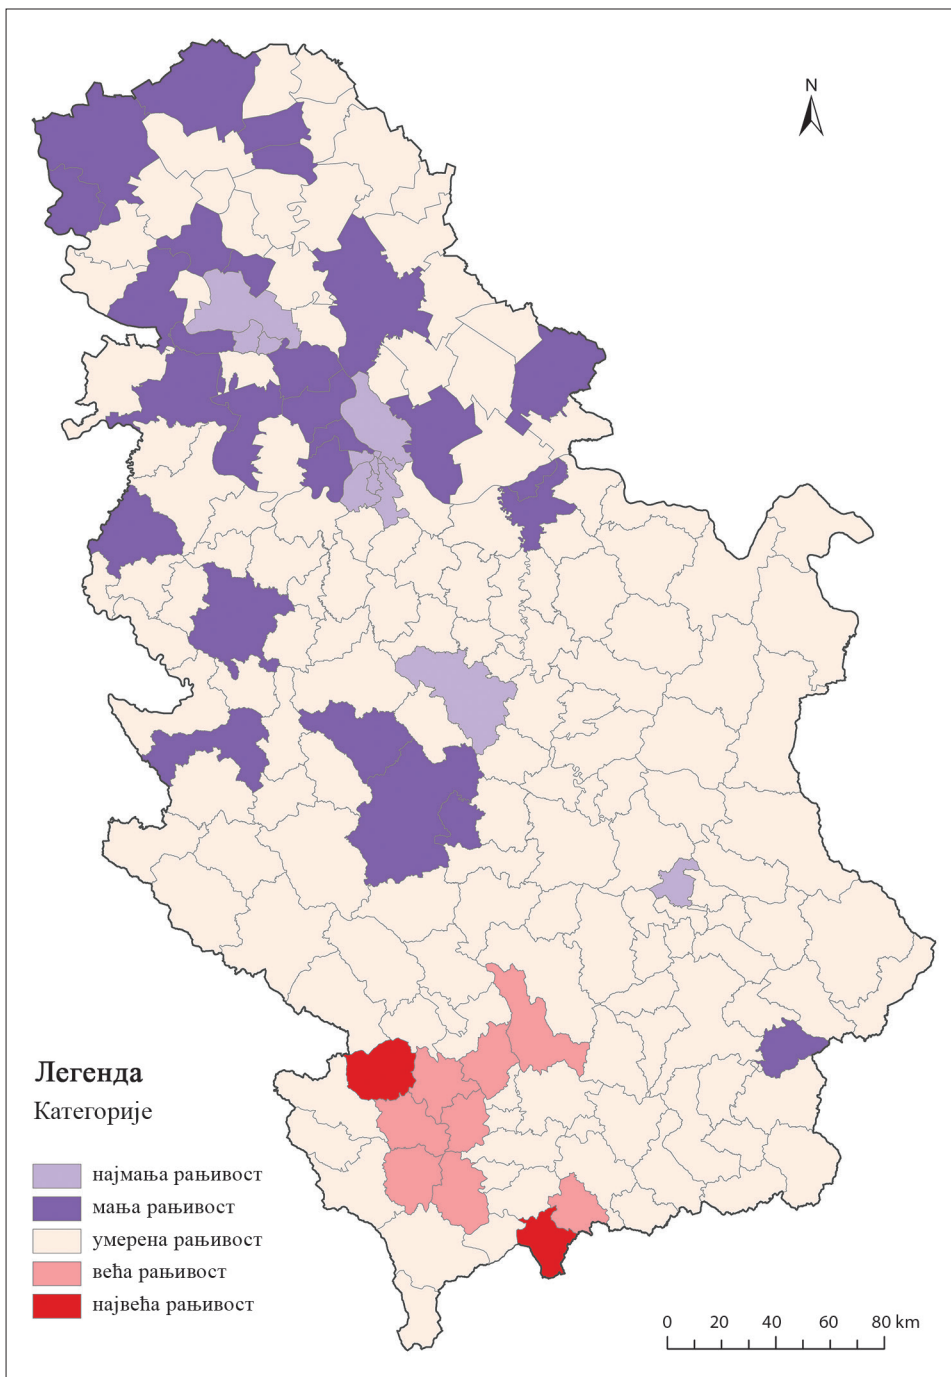 N
Легенда
Категорије
најмања рањивост
мања рањивост
умерена рањивост
већа рањивост
највећа рањивост
0 20 40 60 80 km